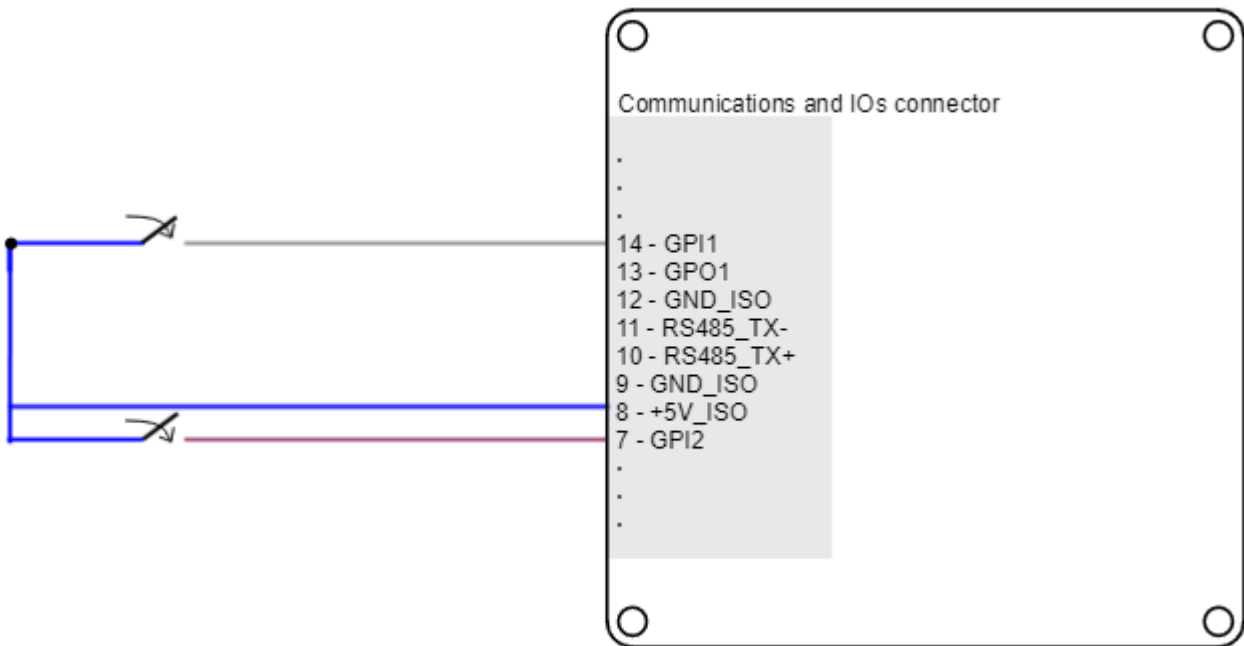 Communications and IOs connector
.
.
.
14 - GPI1
13 - GPO1
12 - GND_ISO
11 - RS485_TX-
10 - RS485_TX+
9 - GND_ISO
8 - +5V_ISO
7 - GPI2
.
.
.